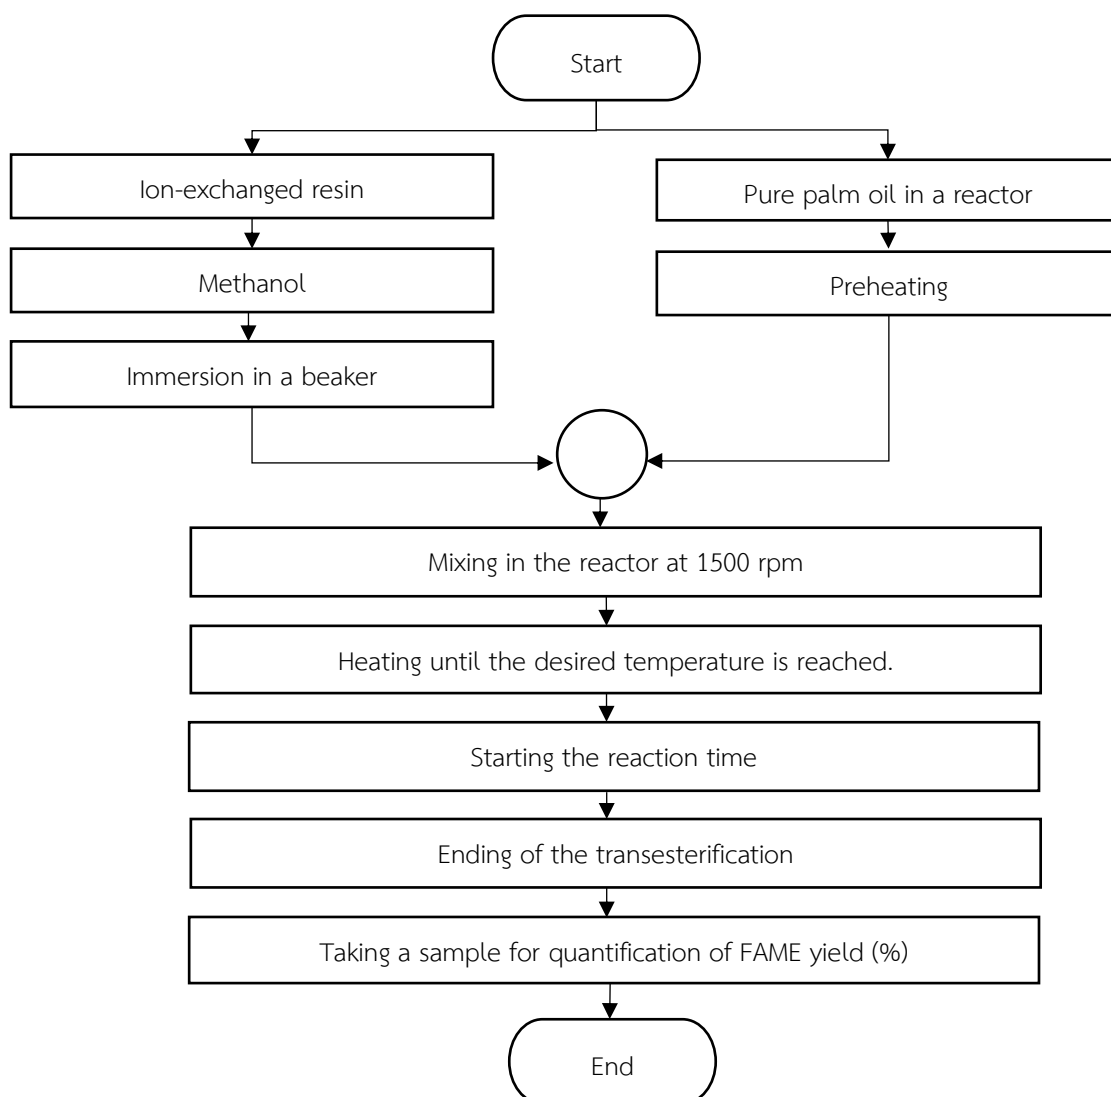 Start
Ion-exchanged resin
Pure palm oil in a reactor
Methanol
Preheating
Immersion in a beaker
Mixing in the reactor at 1500 rpm
Heating until the desired temperature is reached.
Starting the reaction time
Ending of the transesterification
Taking a sample for quantification of FAME yield (%)
End